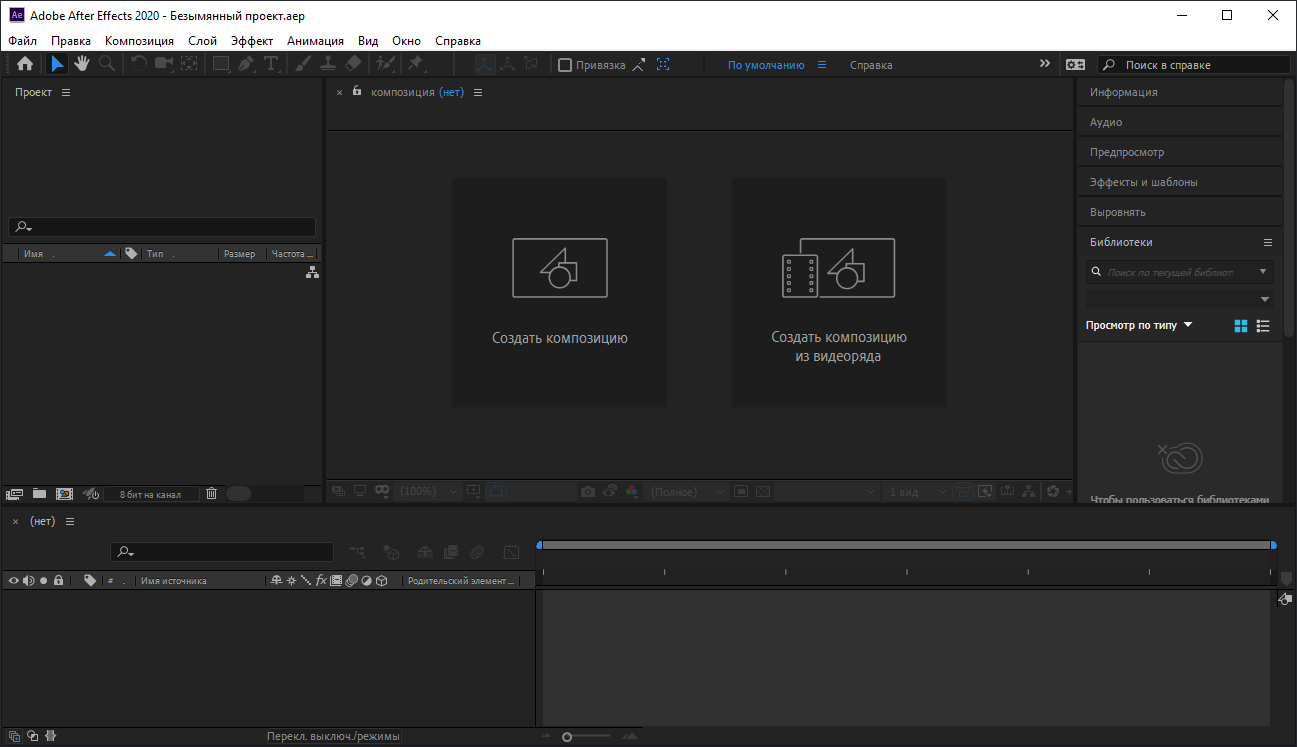 Ae Adobe After Effects 2020 - Безымянный проект.aep
Файл Правка Композиция Слой Эффект Анимация Вид Окно Справка
Привязка По умолчанию Справка Поиск в справке
Проект
композиция (нет)
Информация
Аудио
Предпросмотр
Эффекты и шаблоны
Выровнять
Библиотеки
Имя Тип Размер Частота ...
Поиск по текущей библиот
Просмотр по типу
Создать композицию
Создать композицию
из видеоряда
Чтобы пользоваться библиотеками
8 бит на канал
(100%) (Полное) 1 вид
(нет)
# Имя источника fx Родительский элемент ...
Перекл. выключ./режимы